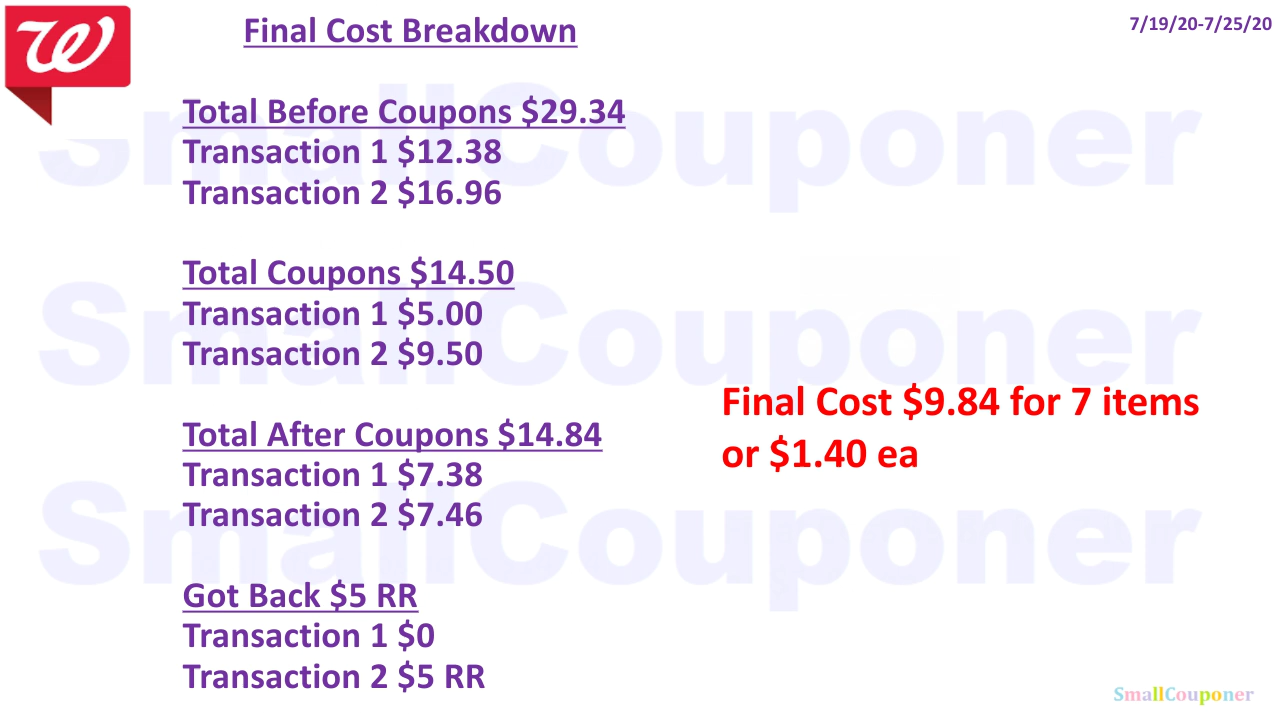 Final Cost Breakdown
7/19/20-7/25/20
Total Before Coupons $29.34
Transaction 1 $12.38
Transaction 2 $16.96
Total Coupons $14.50
Transaction 1 $5.00
Transaction 2 $9.50
Total After Coupons $14.84
Transaction 1 $7.38
Transaction 2 $7.46
Got Back $5 RR
Transaction 1 $0
Transaction 2 $5 RR
Final Cost $9.84 for 7 items
or $1.40 ea
W
SmallCouponer
SmallCouponer
SmallCouponer
SmallCouponer